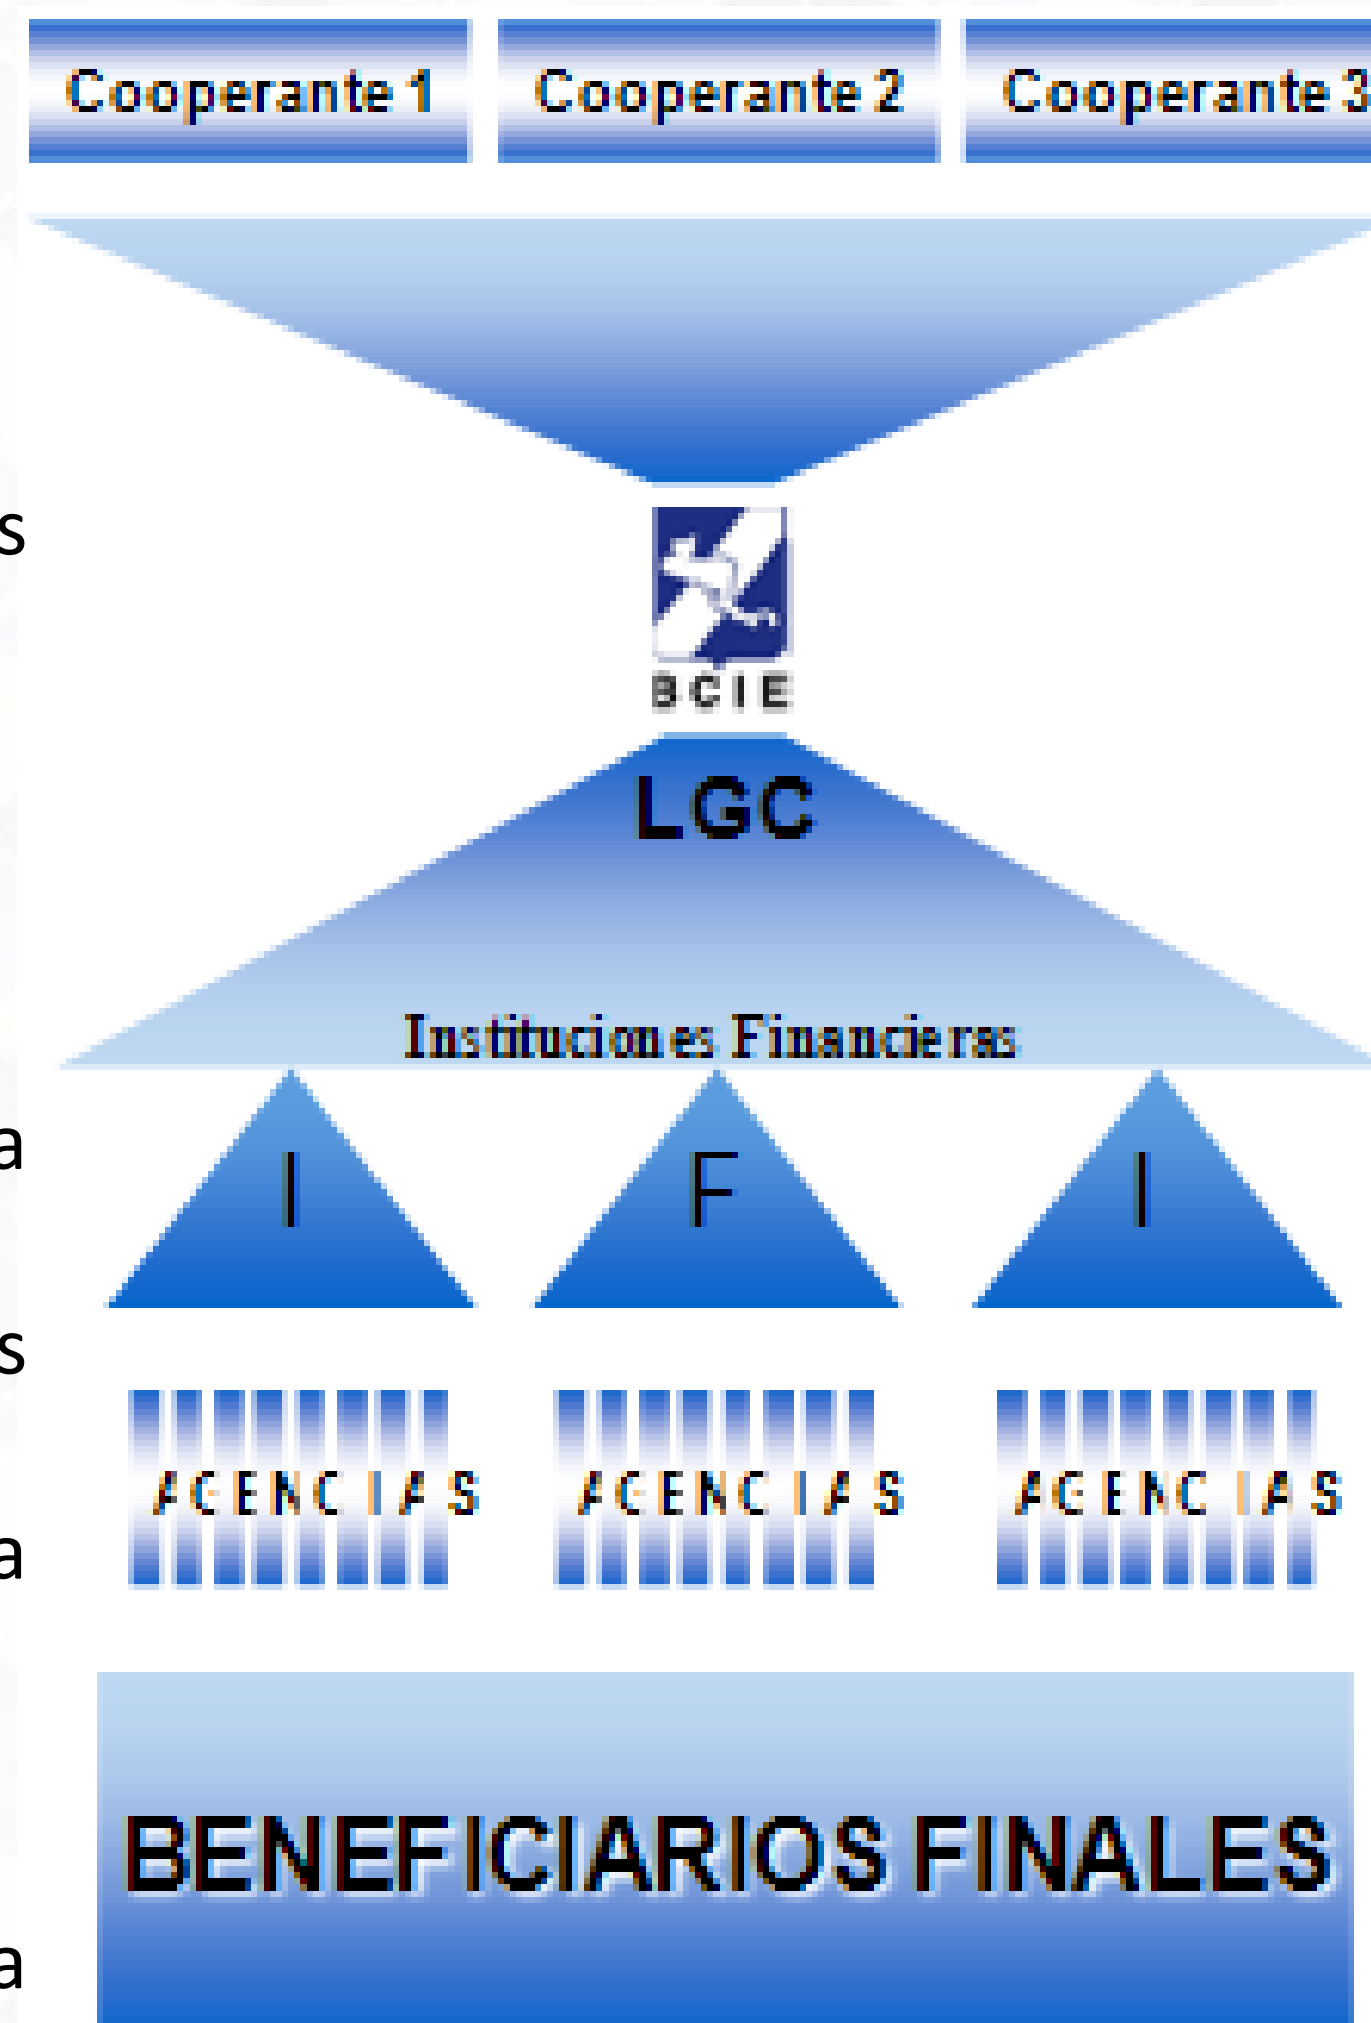 Cooperante 1 Cooperante 2 Cooperante 3
s
BCIE
LGC
Instituciones Financieras
a
I F I
s
AGENCIAS AGENCIAS AGENCIAS
a
BENEFICIARIOS FINALES
a